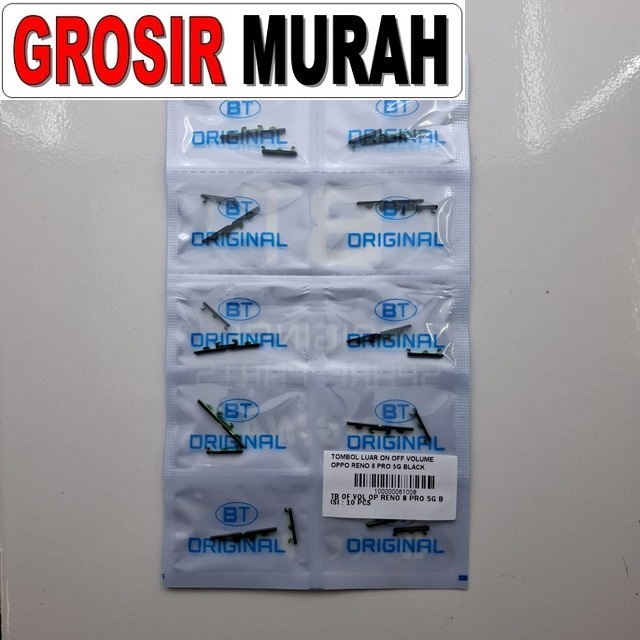 GROSIR MURAH
BT
ORIGINAL
BT
ORIGINAL
BT
ORIGINAL
BT
ORIGINAL
BT
ORIGINAL
BT
ORIGINAL
BT
ORIGINAL
BT
ORIGINAL
TOMBOL LUAR ON OFF VOLUME
OPPO RENO 8 PRO 5G BLACK
100000061008
TB OF VOL OP RENO 8 PRO 5G B
ISI : 10 PCS
BT
ORIGINAL
ORIGINAL